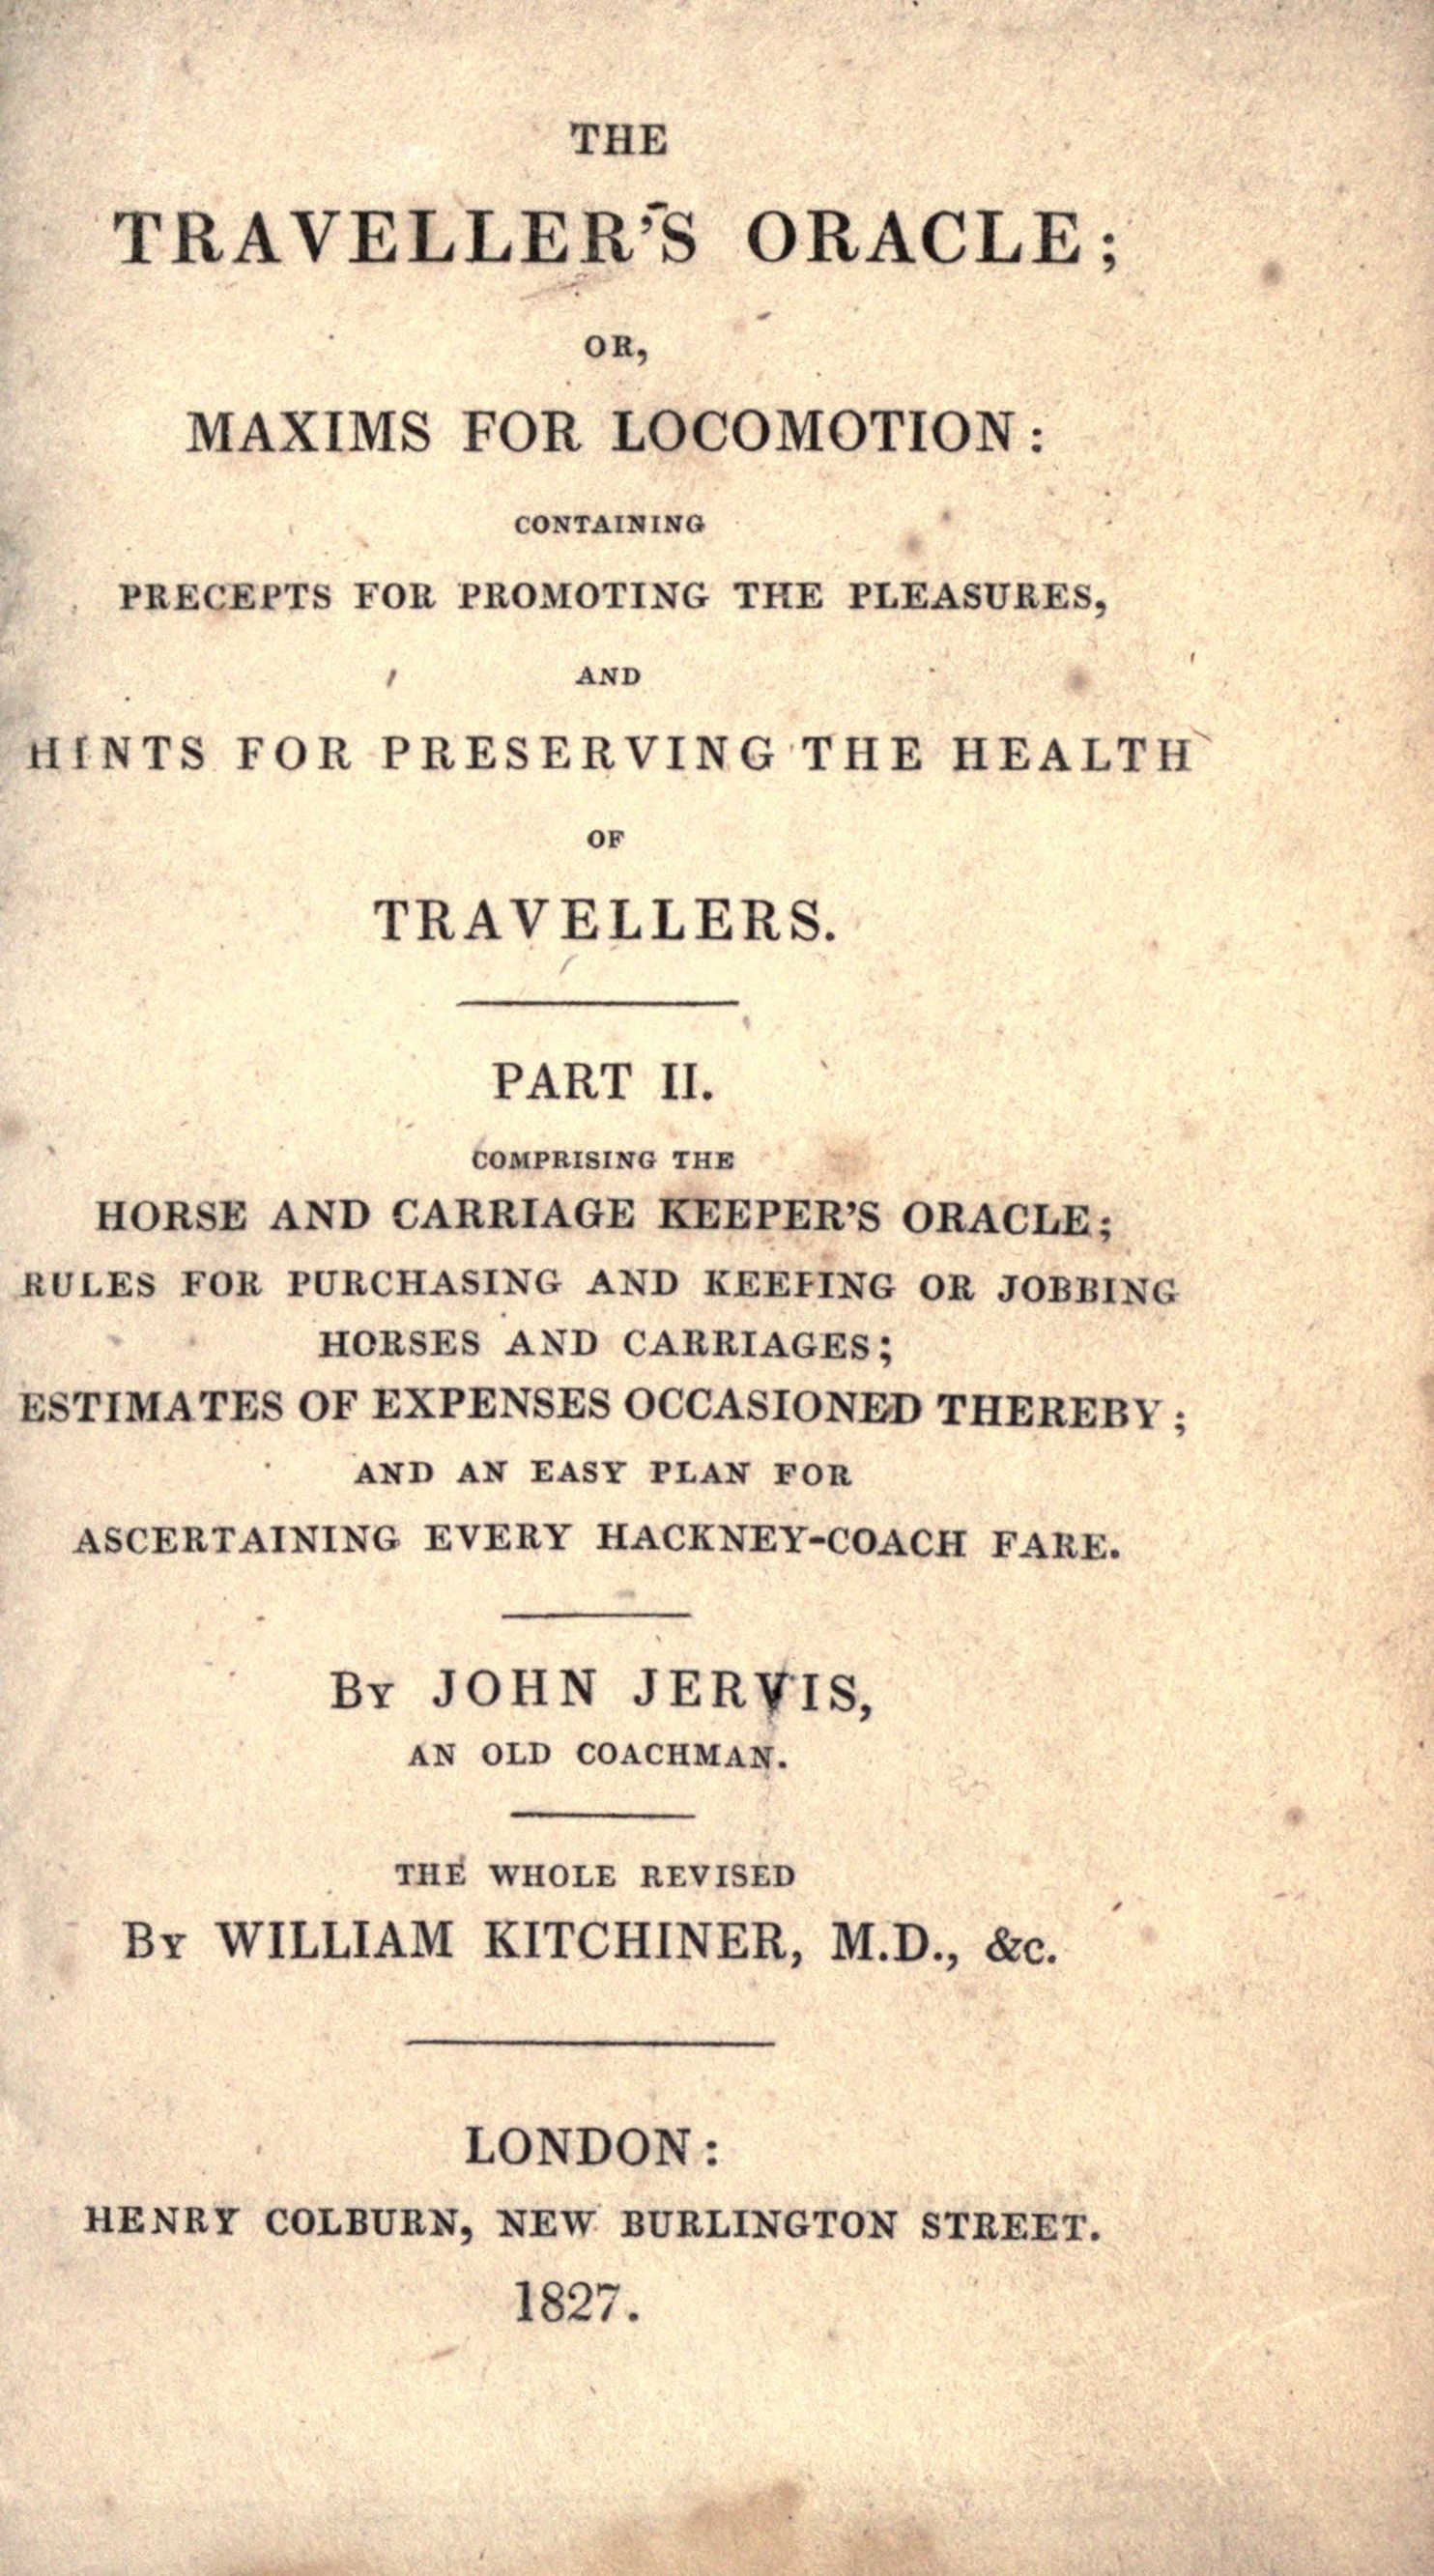 THE
TRAVELLER'S ORACLE;
OR,
MAXIMS FOR LOCOMOTION:
CONTAINING
PRECEPTS FOR PROMOTING THE PLEASURES,
AND
HINTS FOR PRESERVING THE HEALTH
OF
TRAVELLERS.
PART II.
COMPRISING THE
HORSE AND CARRIAGE KEEPER'S ORACLE;
RULES FOR PURCHASING AND KEEPING OR JOBBING
HORSES AND CARRIAGES;
ESTIMATES OF EXPENSES OCCASIONED THEREBY;
AND AN EASY PLAN FOR
ASCERTAINING EVERY HACKNEY-COACH FARE.
By JOHN JERVIS,
AN OLD COACHMAN.
THE WHOLE REVISED
By WILLIAM KITCHINER, M.D., &c.
LONDON:
HENRY COLBURN, NEW BURLINGTON STREET.
1827.